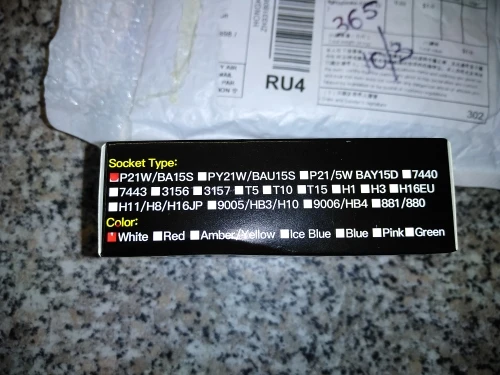 365
10/3
RU4
302
Socket Type:
P21W/BA15S PY21W/BAU15S P21/5W BAY15D 7440
7443 3156 3157 T5 T10 T15 H1 H3 H16EU
H11/H8/H16JP 9005/HB3/H10 9006/HB4 881/880
Color:
White Red Amber/Yellow Ice Blue Blue Pink Green